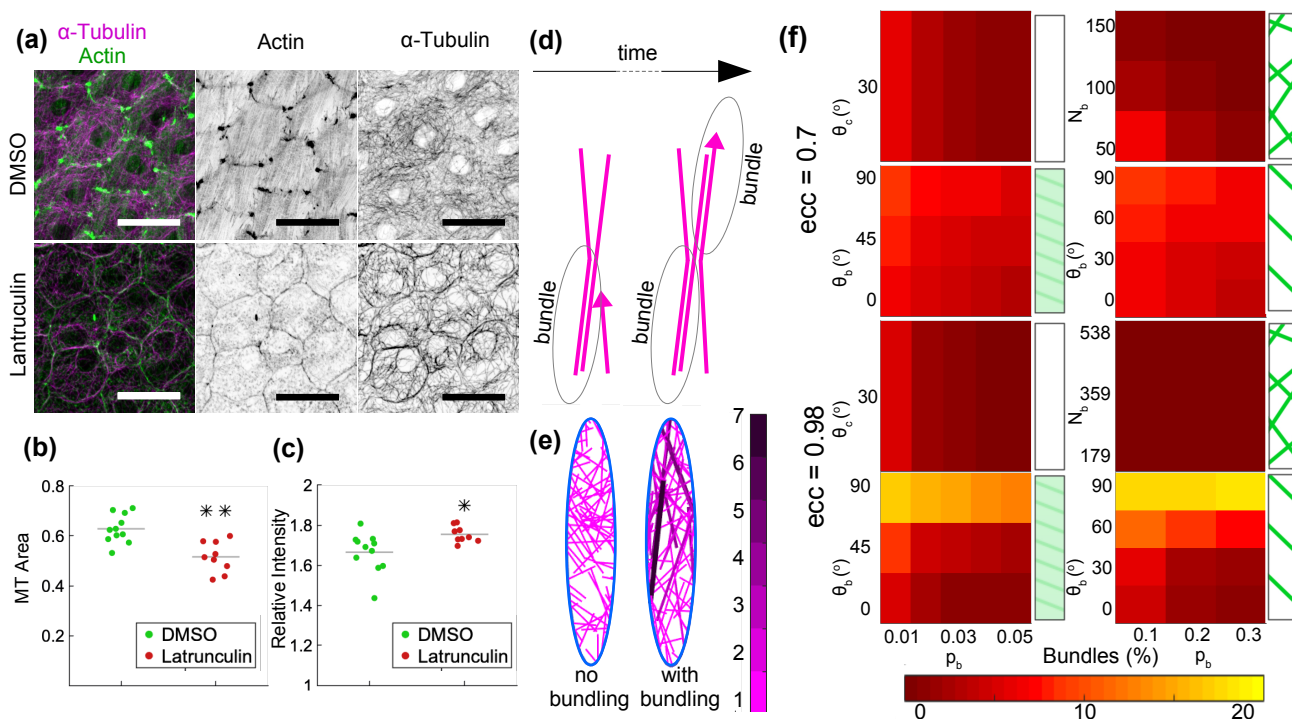 (a)
α-Tubulin
Actin
Actin
α-Tubulin
DMSO
Lantruculin
(b)
0.8
0.6
0.4
0.2
MT Area
**
DMSO
Latrunculin
(c)
2
1.8
1.6
1.4
1.2
1
Relative Intensity
*
DMSO
Latrunculin
(d)
time
bundle
bundle
bundle
(e)
no
bundling
with
bundling
7
6
5
4
3
2
1
(f)
ecc = 0.7
30
θc (°)
150
100
50
Nb
90
45
0
θb (°)
90
60
30
0
θb (°)
ecc = 0.98
30
θc (°)
538
359
179
Nb
90
45
0
θb (°)
90
60
30
0
θb (°)
0.01 0.03 0.05
0.1 0.2 0.3
pb Bundles (%) pb
0 10 20